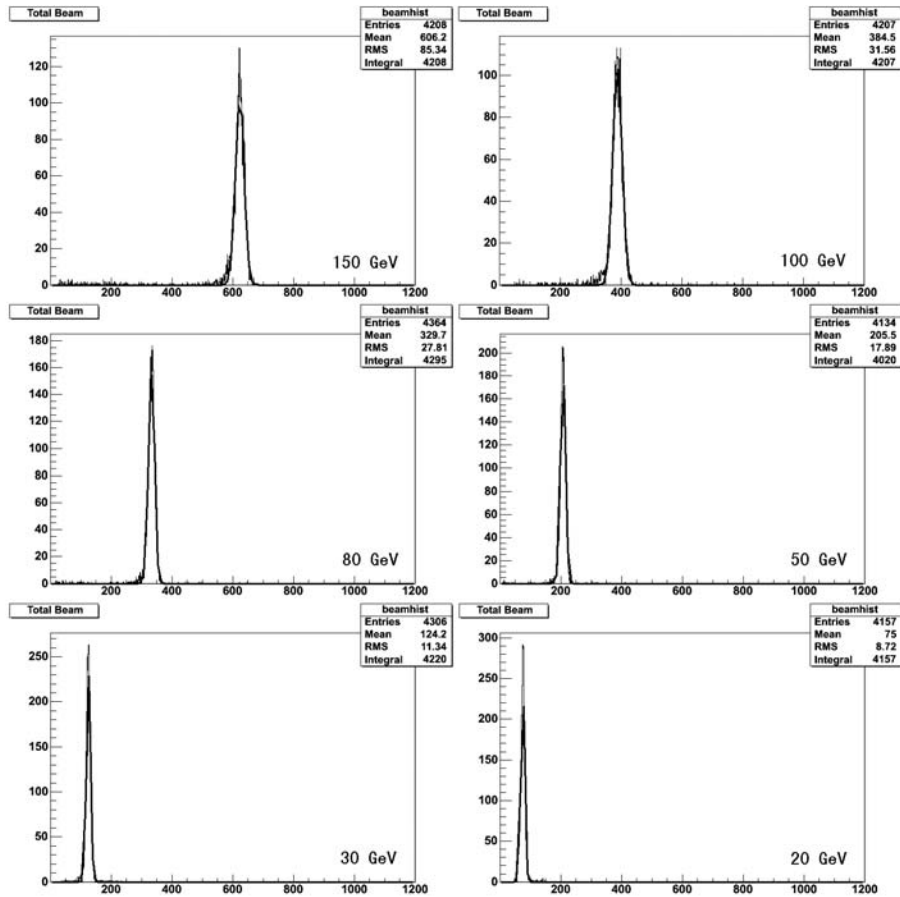 Total Beam
beamhist
Entries 4208
Mean 606.2
RMS 85.34
Integral 4208
120
100
80
60
40
20
0
150 GeV
200 400 600 800 1000 1200
Total Beam
beamhist
Entries 4207
Mean 384.5
RMS 31.56
Integral 4207
100
80
60
40
20
0
100 GeV
200 400 600 800 1000 1200
Total Beam
beamhist
Entries 4364
Mean 329.7
RMS 27.81
Integral 4295
180
160
140
120
100
80
60
40
20
0
80 GeV
200 400 600 800 1000 1200
Total Beam
beamhist
Entries 4134
Mean 205.5
RMS 17.89
Integral 4020
200
180
160
140
120
100
80
60
40
20
0
50 GeV
200 400 600 800 1000 1200
Total Beam
beamhist
Entries 4306
Mean 124.2
RMS 11.34
Integral 4220
250
200
150
100
50
0
30 GeV
200 400 600 800 1000 1200
Total Beam
beamhist
Entries 4157
Mean 75
RMS 8.72
Integral 4157
300
250
200
150
100
50
0
20 GeV
200 400 600 800 1000 1200